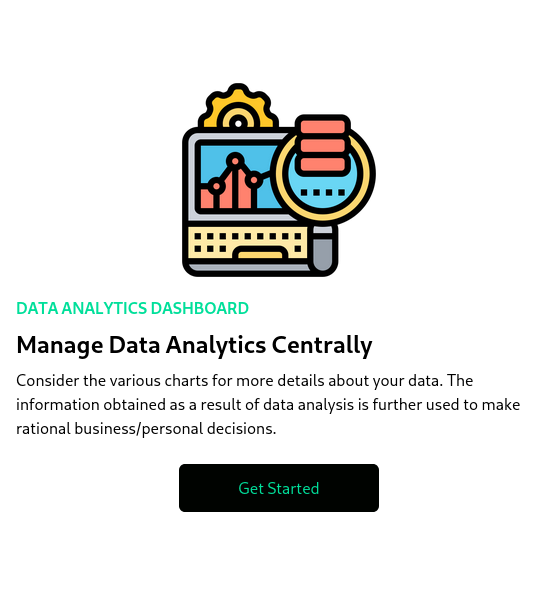 DATA ANALYTICS DASHBOARD
Manage Data Analytics Centrally
Consider the various charts for more details about your data. The
information obtained as a result of data analysis is further used to make
rational business/personal decisions.
Get Started